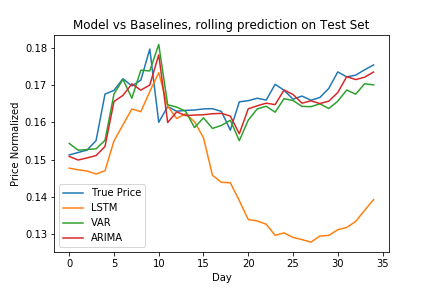 Model vs Baselines, rolling prediction on Test Set
0.18
0.17
0.16
0.15
0.14
0.13
Price Normalized
True Price
LSTM
VAR
ARIMA
0 5 10 15 20 25 30 35
Day